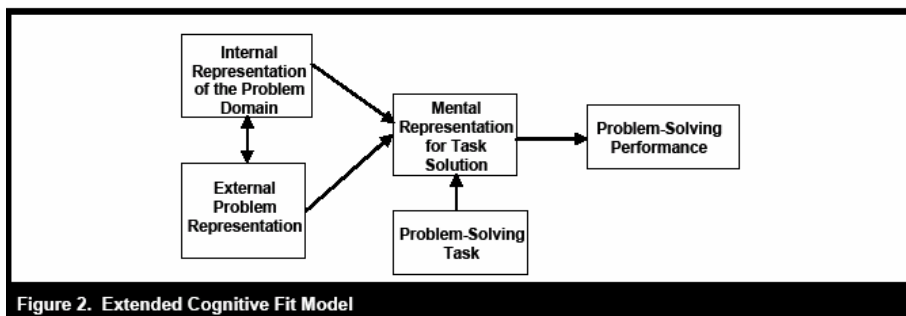 Internal
Representation
of the Problem
Domain
External
Problem
Representation
Mental
Representation
for Task
Solution
Problem-Solving
Task
Problem-Solving
Performance
Figure 2. Extended Cognitive Fit Model